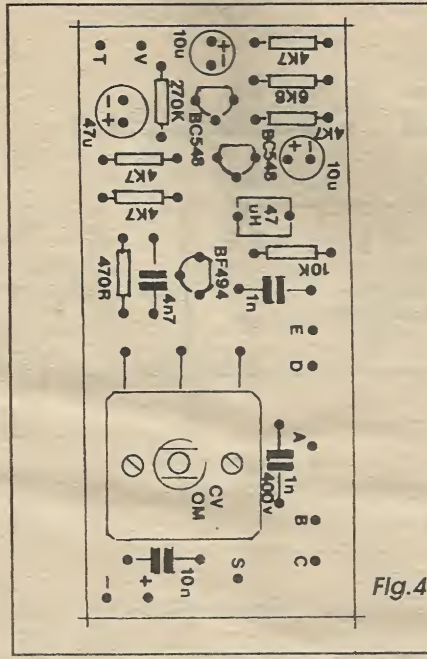 T
V
10u
+ -
4K7
6K8
4K7
270K
BC548
BC548
+ -
10u
47u
- +
4K7
4K7
47
uH
10K
470R
4n7
BF494
1n
E
D
A
1n
400v
CV
OM
B
C
S
10n
-
+
Fig.4